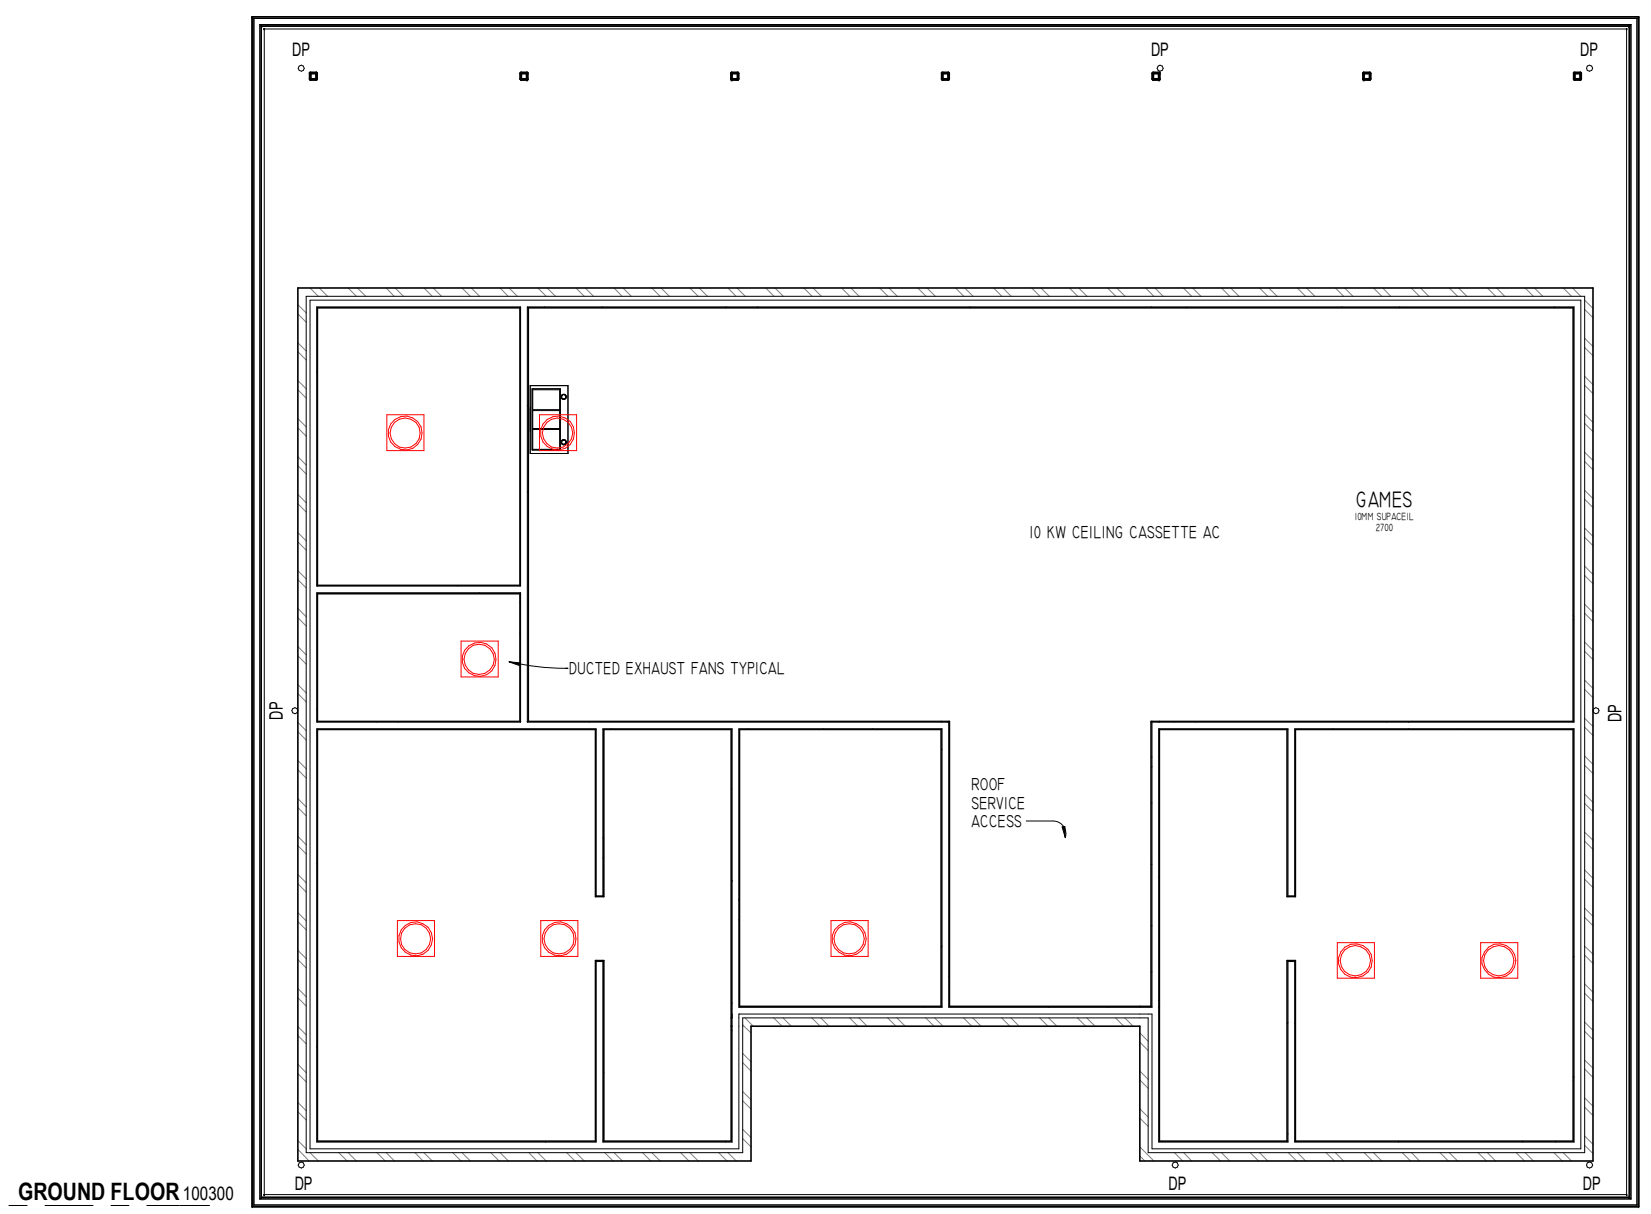 DP
DP
DP
GAMES
10MM SUPACEIL
2700
10 KW CEILING CASSETTE AC
DUCTED EXHAUST FANS TYPICAL
DP
DP
ROOF
SERVICE
ACCESS
DP
DP
DP
GROUND FLOOR 100300